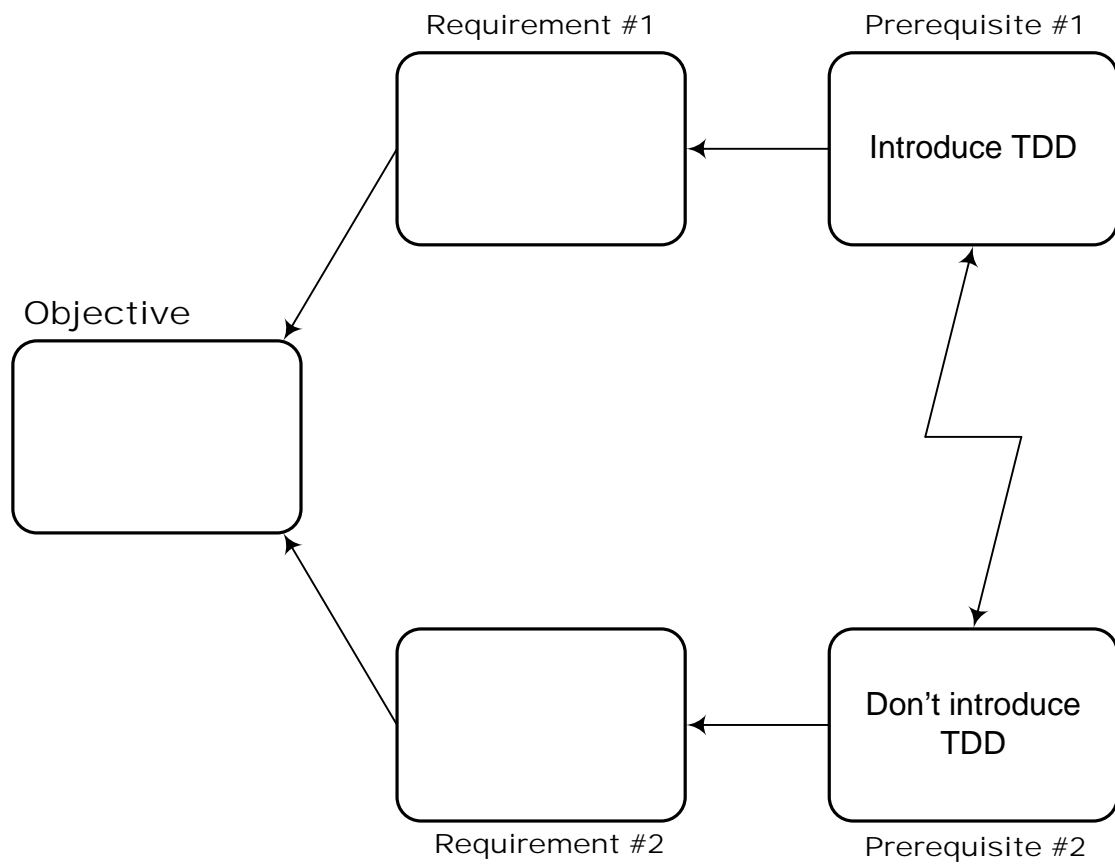 Requirement #1
Prerequisite #1
Introduce TDD
Objective
Don’t introduce
TDD
Requirement #2
Prerequisite #2